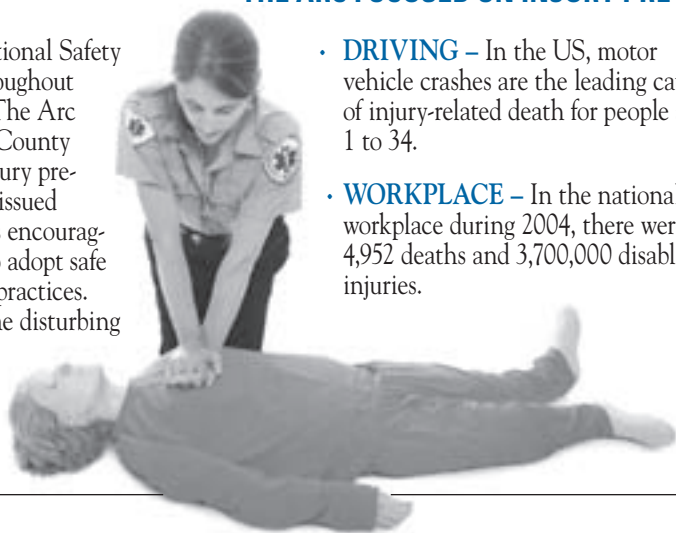 tional Safety
oughout
The Arc
County
ury pre-
issued
encourag-
adopt safe
practices.
ne disturbing
• DRIVING – In the US, motor
vehicle crashes are the leading ca
of injury-related death for people
1 to 34.
• WORKPLACE – In the national
workplace during 2004, there wer
4,952 deaths and 3,700,000 disabl
injuries.